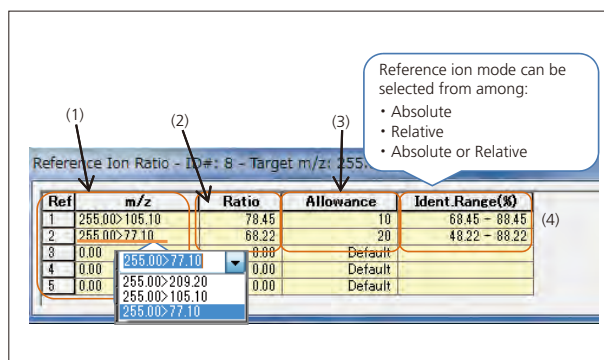 Reference ion mode can be
selected from among:
• Absolute
• Relative
• Absolute or Relative
(1)
(2)
(3)
Reference Ion Ratio - ID#: 8 - Target m/z: 255.
Ref m/z Ratio Allowance Ident.Range(%)
1 255.00>105.10 78.45 10 68.45 - 88.45
(4)
2 255.00>77.10 68.22 20 48.22 - 88.22
3 0.00 0.00 Default
4 0.00 0.00 Default
5 0.00 0.00 Default
255.00>77.10
255.00>209.20
255.00>105.10
255.00>77.10